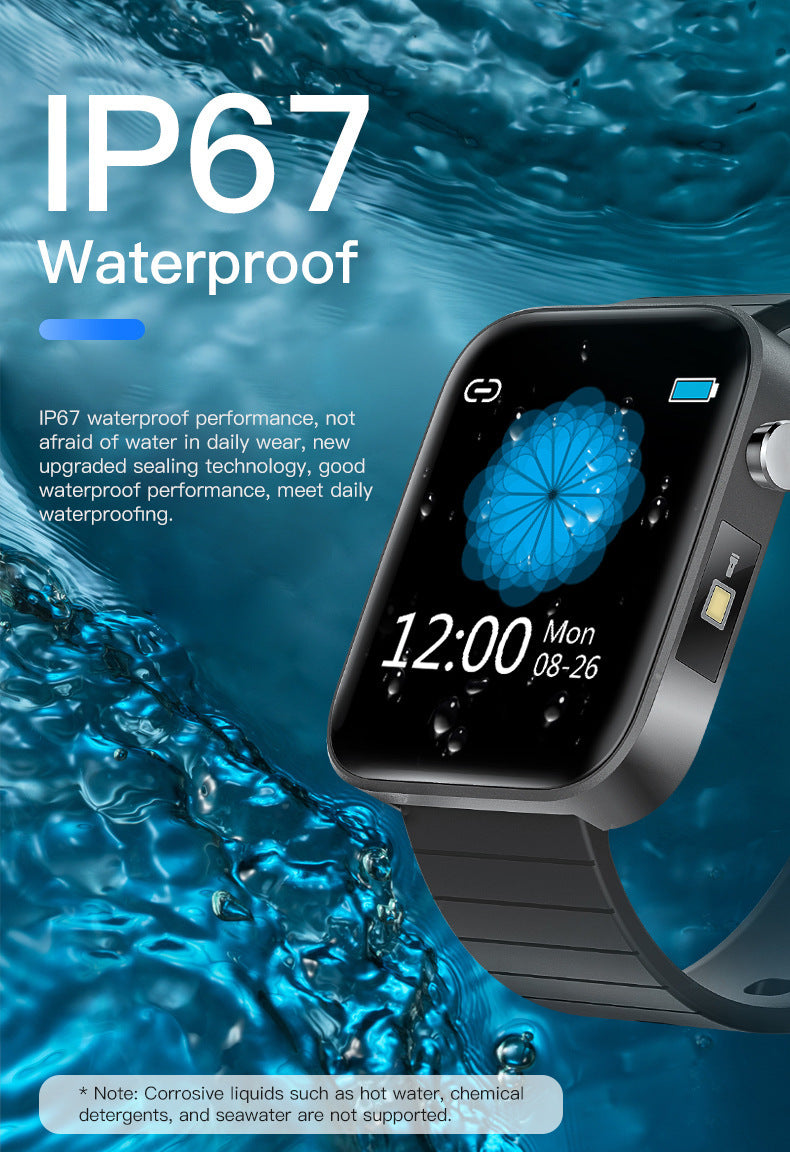 IP67
Waterproof
IP67 waterproof performance, not
afraid of water in daily wear, new
upgraded sealing technology, good
waterproof performance, meet daily
waterproofing.
12:00 Mon
08-26
* Note: Corrosive liquids such as hot water, chemical
detergents, and seawater are not supported.